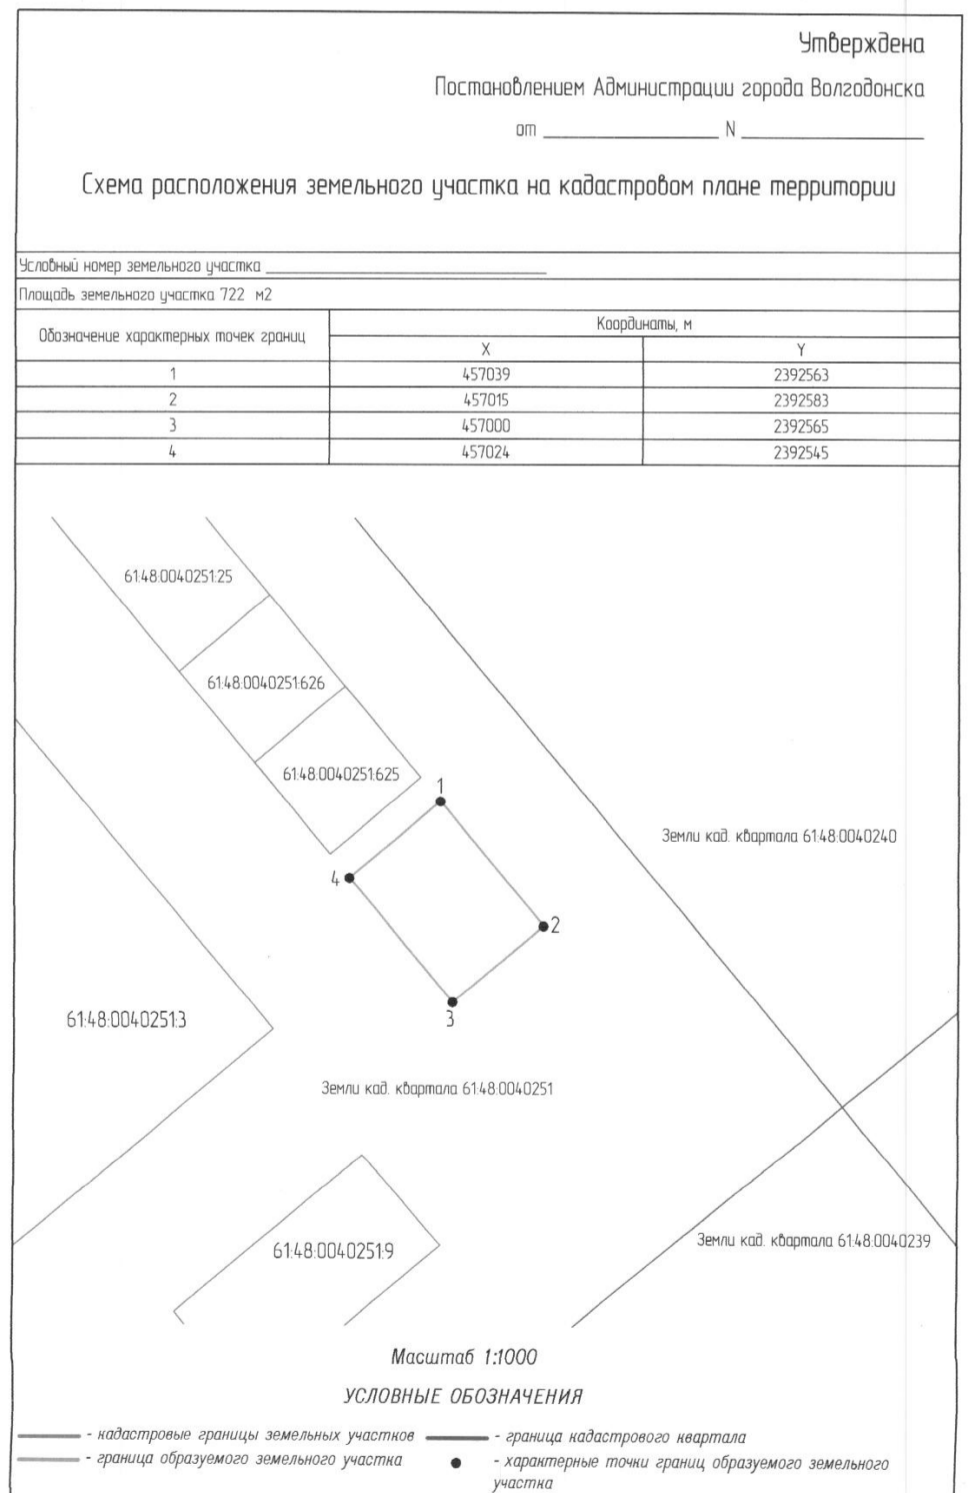 Утверждена
Постановлением Администрации города Волгодонска
от ____________ N ____________
Схема расположения земельного участка на кадастровом плане территории
Условный номер земельного участка ____________
Площадь земельного участка 722 м2
Обозначение характерных точек границ
Координаты, м
X Y
1 457039 2392563
2 457015 2392583
3 457000 2392565
4 457024 2392545
61:48:0040251:25
61:48:0040251:626
61:48:0040251:625
1
Земли кад. квартала 61:48:0040240
4
2
3
61:48:0040251:3
Земли кад. квартала 61:48:0040251
Земли кад. квартала 61:48:0040239
61:48:0040251:9
Масштаб 1:1000
УСЛОВНЫЕ ОБОЗНАЧЕНИЯ
- кадастровые границы земельных участков
- граница кадастрового квартала
- граница образуемого земельного участка
- характерные точки границ образуемого земельного
участка